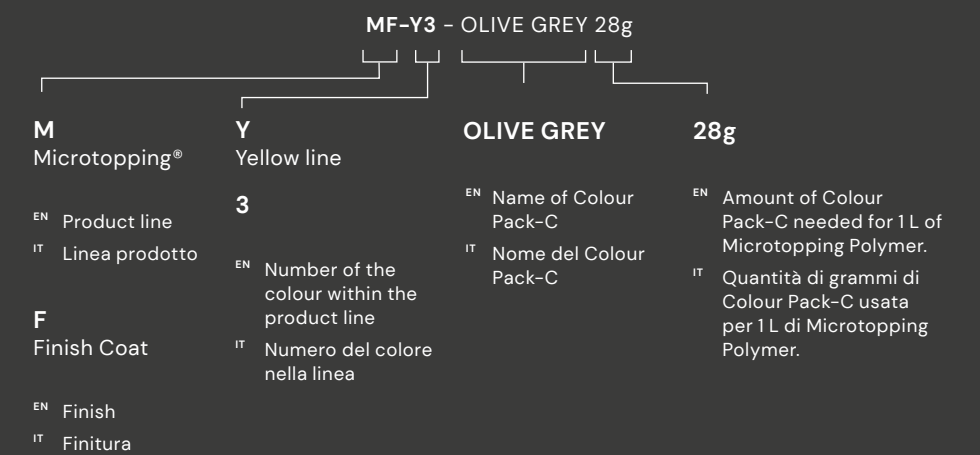 MF-Y3 - OLIVE GREY 28g
M
Microtopping®
EN Product line
IT Linea prodotto
F
Finish Coat
EN Finish
IT Finitura
Y
Yellow line
3
EN Number of the
colour within the
product line
IT Numero del colore
nella linea
OLIVE GREY
EN Name of Colour
Pack-C
IT Nome del Colour
Pack-C
28g
EN Amount of Colour
Pack-C needed for 1 L of
Microtopping Polymer.
IT Quantità di grammi di
Colour Pack-C usata
per 1 L di Microtopping
Polymer.